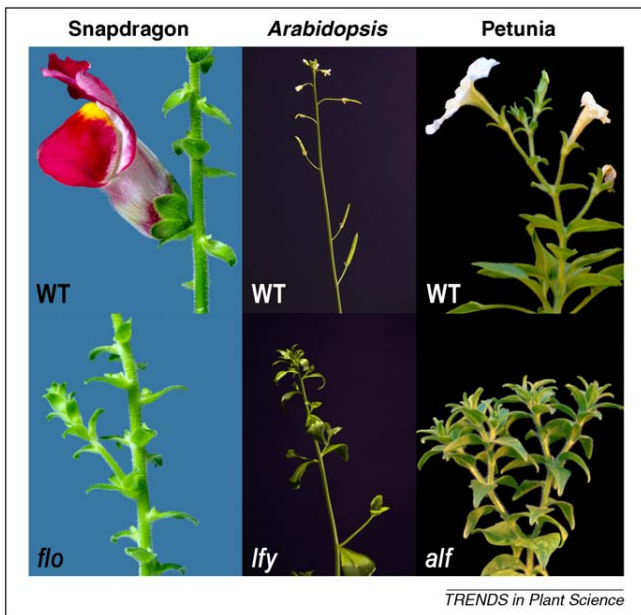 Snapdragon Arabidopsis Petunia
WT WT WT
flo lfy alf
TRENDS in Plant Science